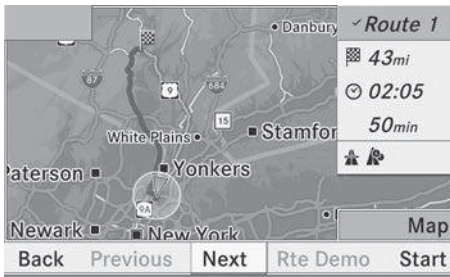 Danbury
✓Route 1
43mi
87
9
684
02:05
15
White Plains
Stamfor
50min
Paterson
Yonkers
9A
Newark
New York
Map
Back Previous Next Rte Demo Start